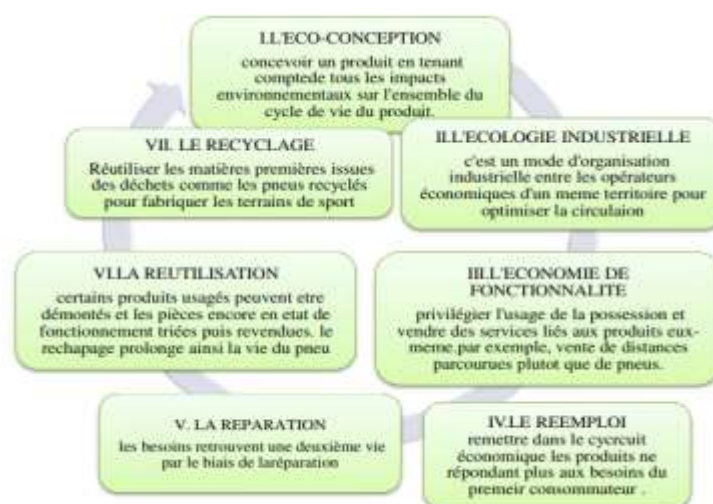 I.L'ECO-CONCEPTION
concevoir un produit en tenant
comptede tous les impacts
environnementaux sur l'ensemble du
cycle de vie du produit.
II.L'ECOLOGIE INDUSTRIELLE
c'est un mode d'organisation
industrielle entre les opérateurs
économiques d'un meme territoire pour
optimiser la circulaion
III.L'ECONOMIE DE
FONCTIONNALITE
privilégier l'usage de la possession et
vendre des services liés aux produits eux-
meme.par exemple, vente de distances
parcourues plutot que de pneus.
IV.LE REEMPLOI
remettre dans le cycrcuit
économique les produits ne
répondant plus aux besoins du
premeir consommateur .
V. LA REPARATION
les besoins retrouvent une deuxième vie
par le biais de laréparation
VI.LA REUTILISATION
certains produits usagés peuvent etre
démontés et les pièces encore en etat de
fonctionnement triées puis revendues. le
rechapage prolonge ainsi la vie du pneu
VII. LE RECYCLAGE
Réutiliser les matières premières issues
des déchets comme les pneus recyclés
pour fabriquer les terrains de sport